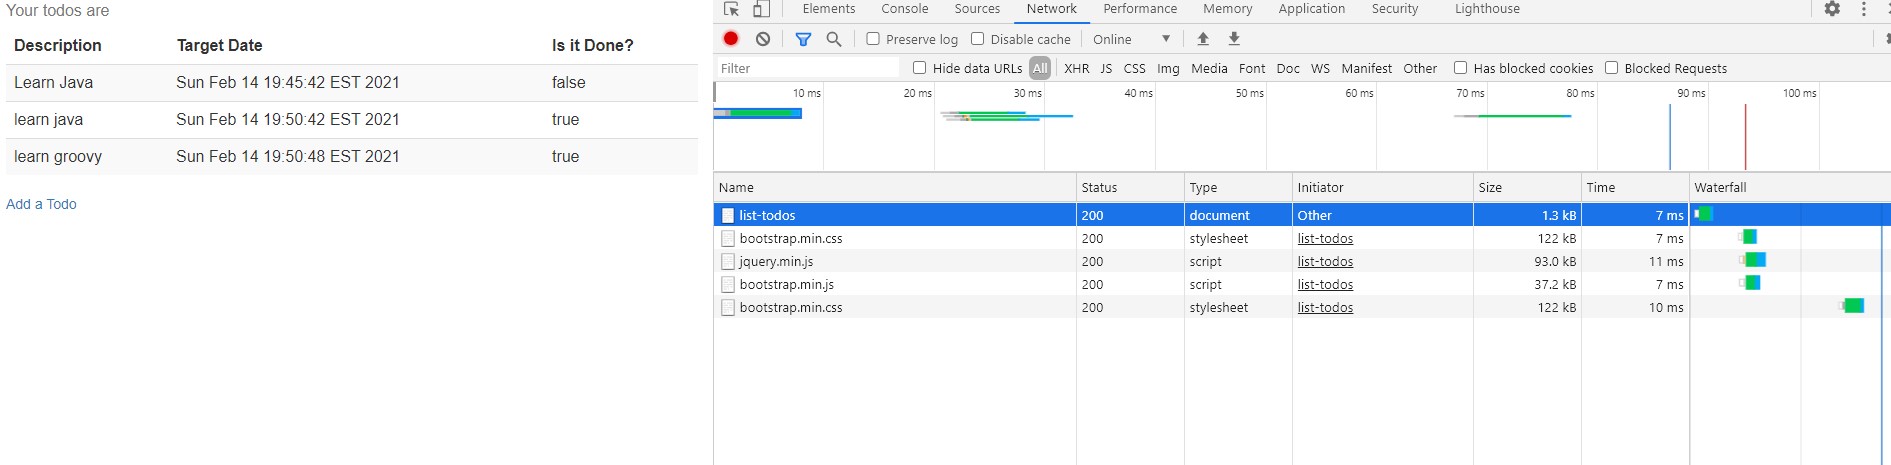 Your todos are
Description Target Date Is it Done?
Learn Java Sun Feb 14 19:45:42 EST 2021 false
learn java Sun Feb 14 19:50:42 EST 2021 true
learn groovy Sun Feb 14 19:50:48 EST 2021 true
Add a Todo
Elements Console Sources Network Performance Memory Application Security Lighthouse
Preserve log Disable cache Online
Filter Hide data URLs All XHR JS CSS Img Media Font Doc WS Manifest Other Has blocked cookies Blocked Requests
10 ms 20 ms 30 ms 40 ms 50 ms 60 ms 70 ms 80 ms 90 ms 100 ms
Name Status Type Initiator Size Time Waterfall
list-todos 200 document Other 1.3 kB 7 ms
bootstrap.min.css 200 stylesheet list-todos 122 kB 7 ms
jquery.min.js 200 script list-todos 93.0 kB 11 ms
bootstrap.min.js 200 script list-todos 37.2 kB 7 ms
bootstrap.min.css 200 stylesheet list-todos 122 kB 10 ms